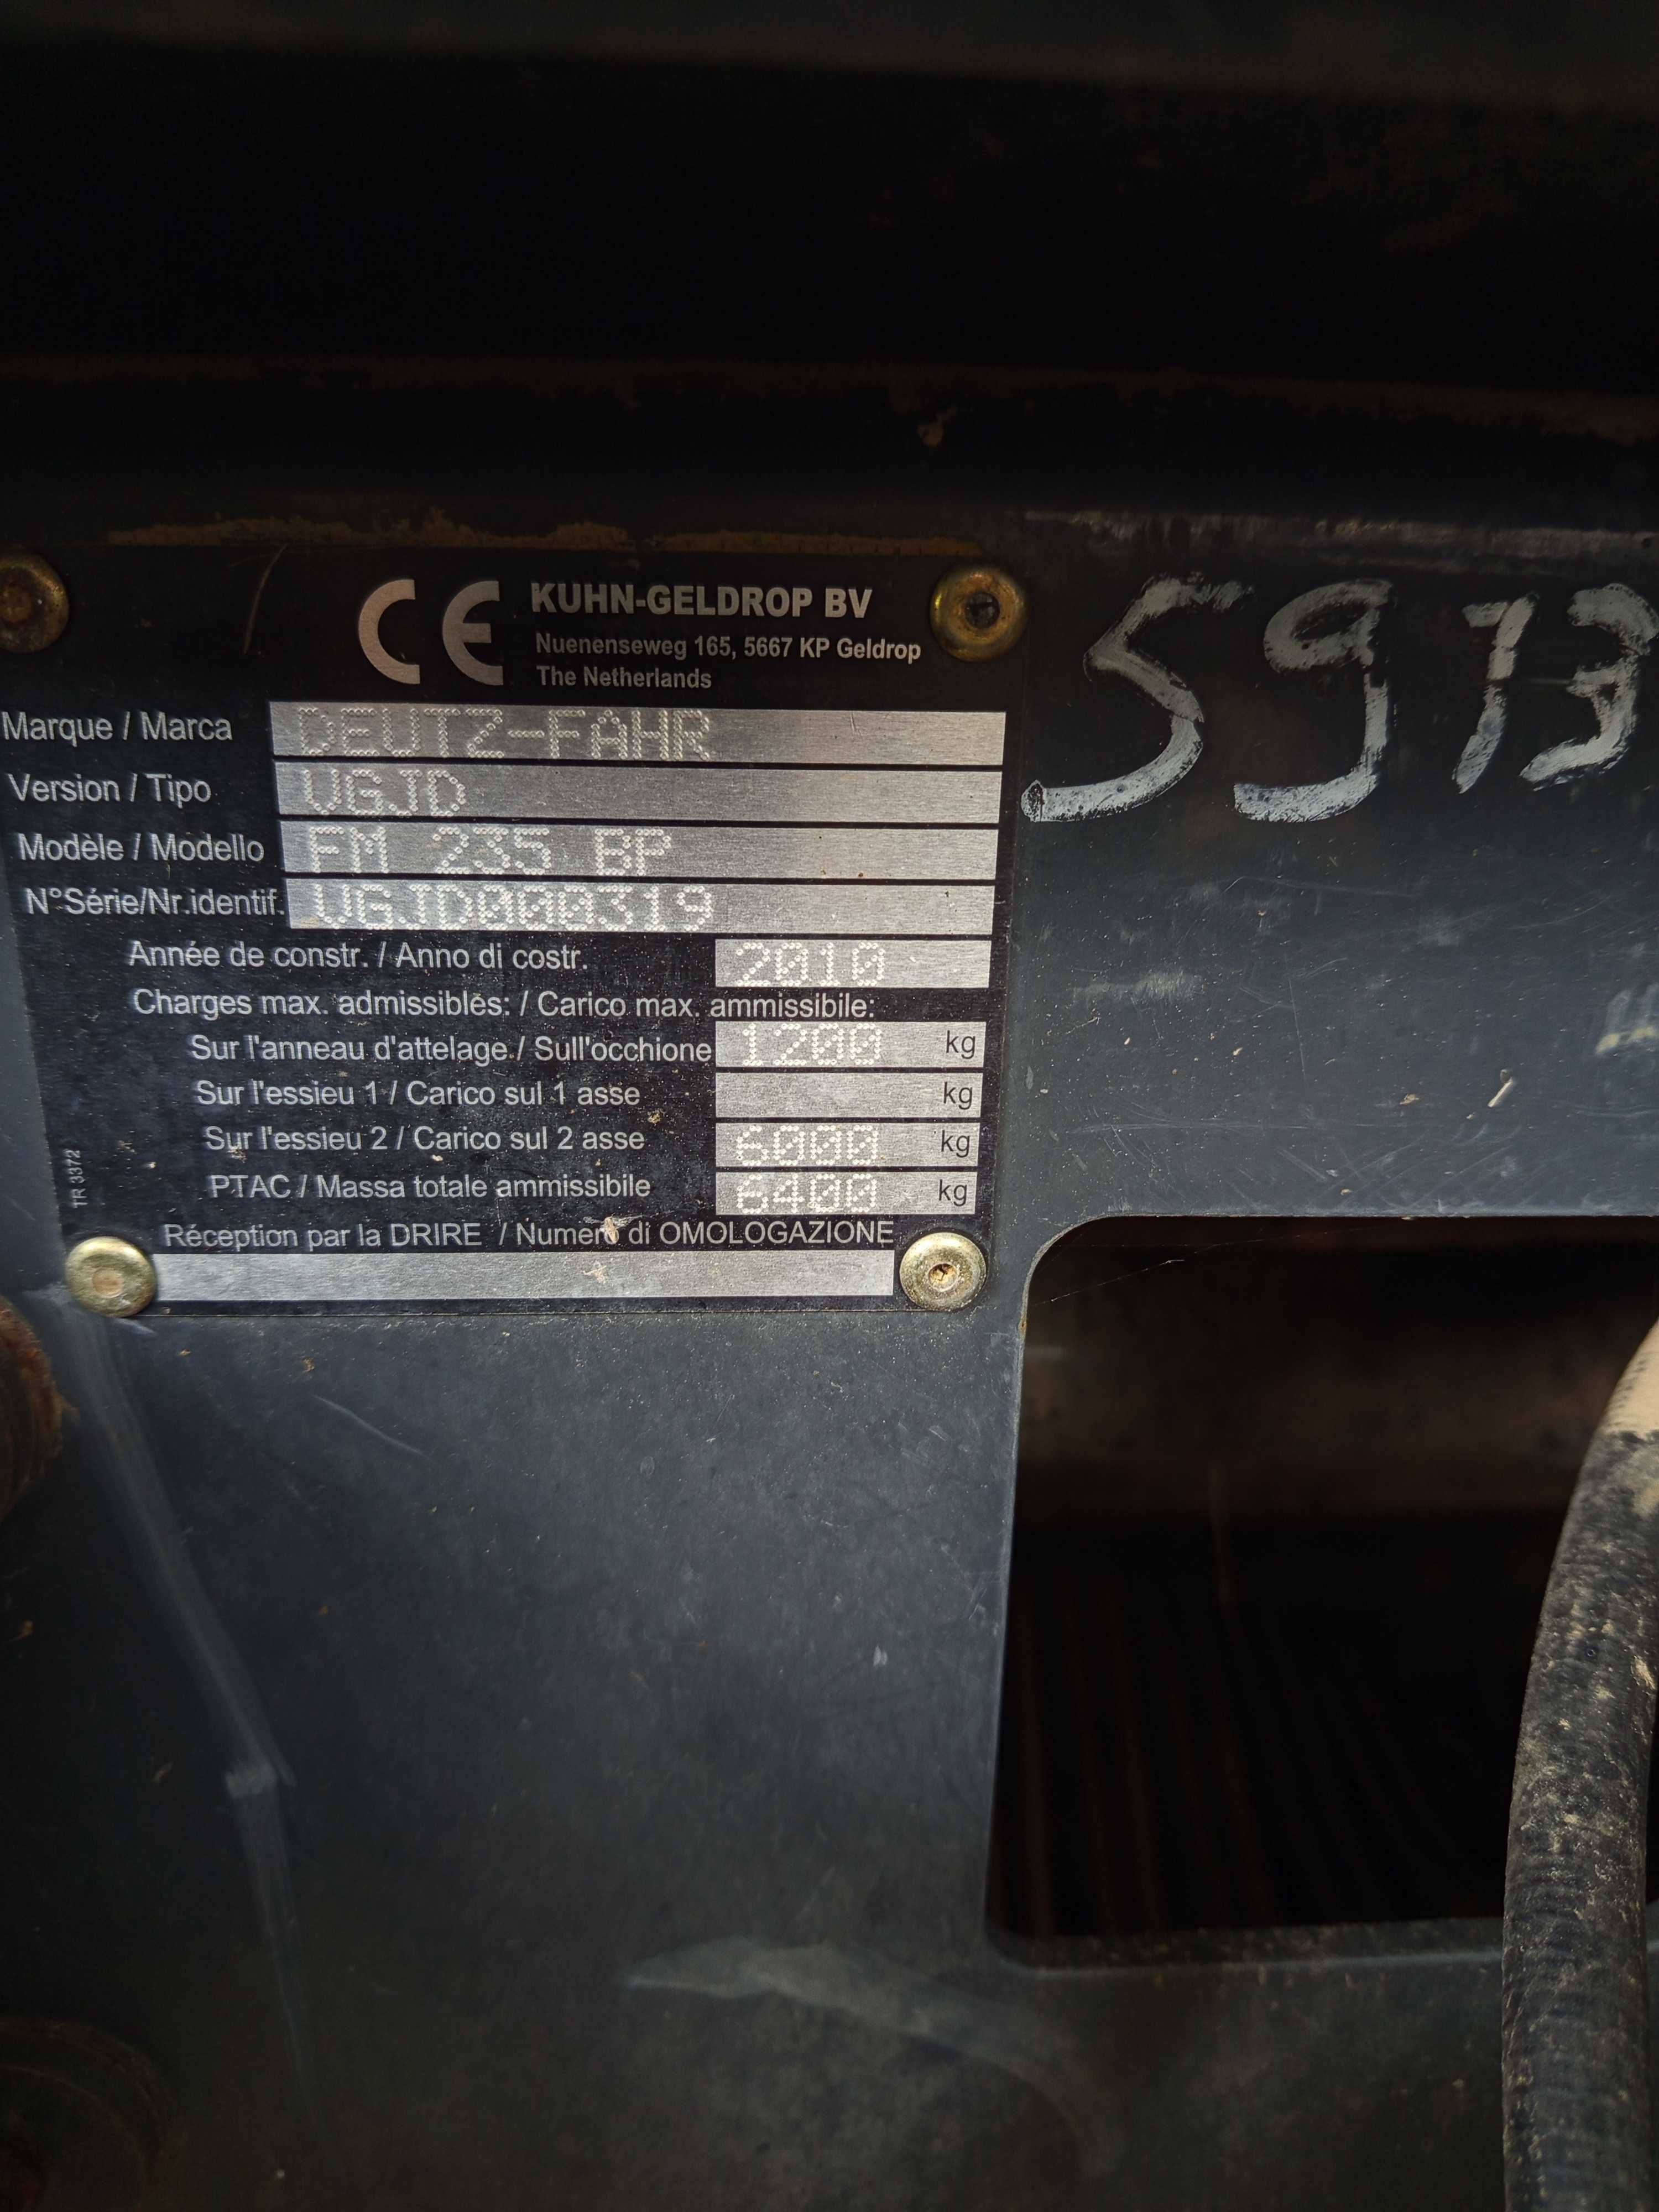 CE KUHN-GELDROP BV
Nuenenseweg 165, 5667 KP Geldrop
The Netherlands
5973
Marque / Marca DEUTZ-FAHR
Version / Tipo VGJD
Modèle / Modello FM 235 BP
N°Série/Nr.identif. VGJD000319
Année de constr. / Anno di costr. 2010
Charges max. admissibles: / Carico max. ammissibile:
Sur l'anneau d'attelage / Sull'occhione 1200 kg
Sur l'essieu 1 / Carico sul 1 asse kg
Sur l'essieu 2 / Carico sul 2 asse 6000 kg
PTAC / Massa totale ammissibile 6400 kg
Réception par la DRIRE / Numero di OMOLOGAZIONE
TR 3372